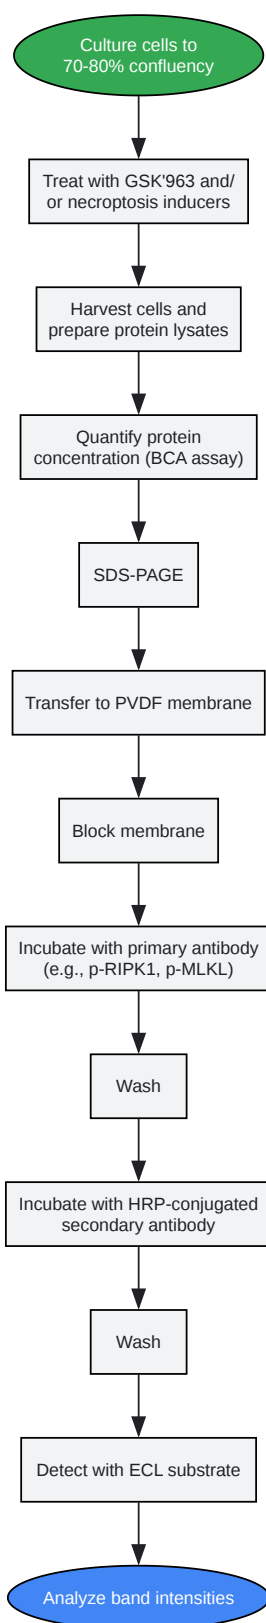 Culture cells to
70-80% confluency
Treat with GSK'963 and/
or necroptosis inducers
Harvest cells and
prepare protein lysates
Quantify protein
concentration (BCA assay)
SDS-PAGE
Transfer to PVDF membrane
Block membrane
Incubate with primary antibody
(e.g., p-RIPK1, p-MLKL)
Wash
Incubate with HRP-conjugated
secondary antibody
Wash
Detect with ECL substrate
Analyze band intensities